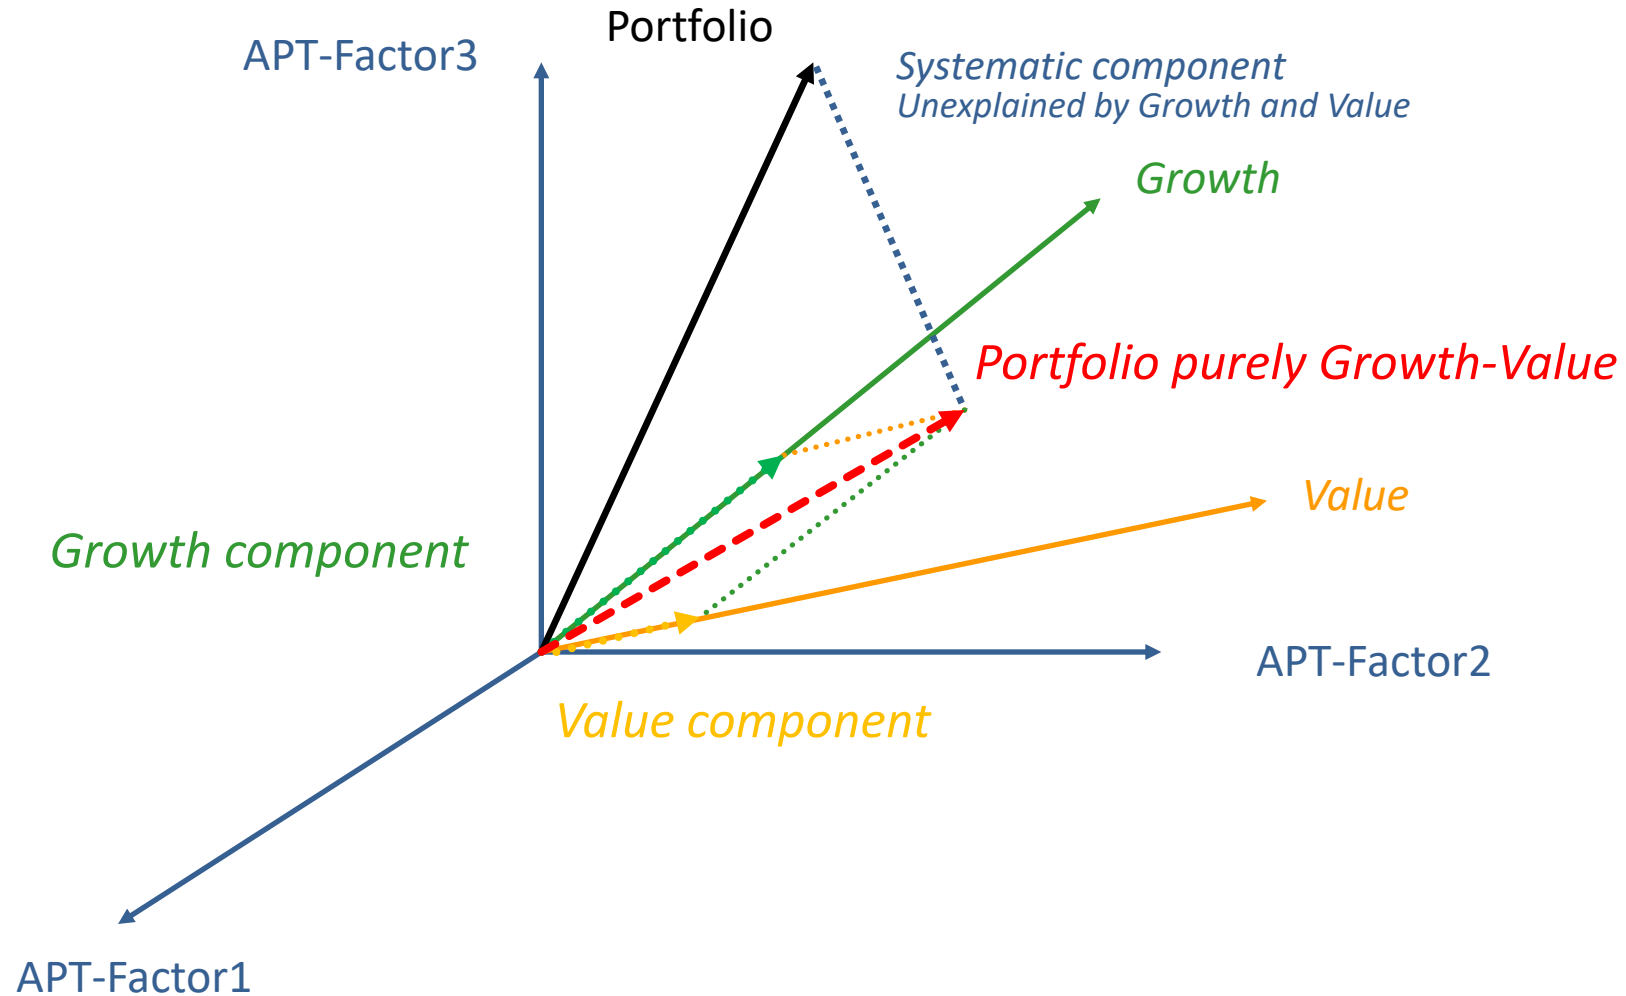 Portfolio
APT-Factor3
Systematic component
Unexplained by Growth and Value
Growth
Portfolio purely Growth-Value
Value
Growth component
APT-Factor2
Value component
APT-Factor1